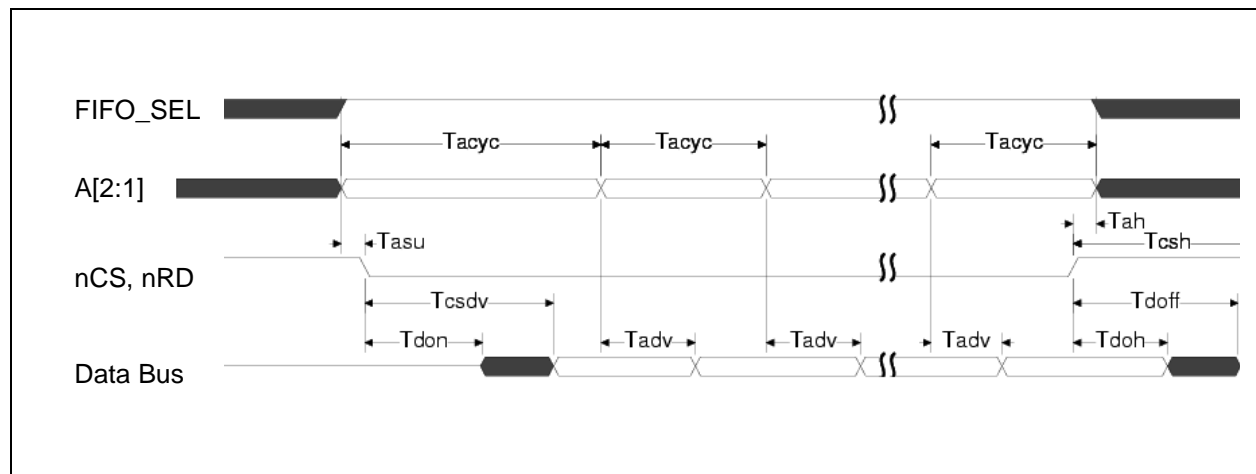 FIFO_SEL
Tacyc Tacyc Tacyc
A[2:1]
Tah
Tasu Tcsh
nCS, nRD
Tcsdv Tdoff
Tdon Tadv Tadv Tadv Tdoh
Data Bus